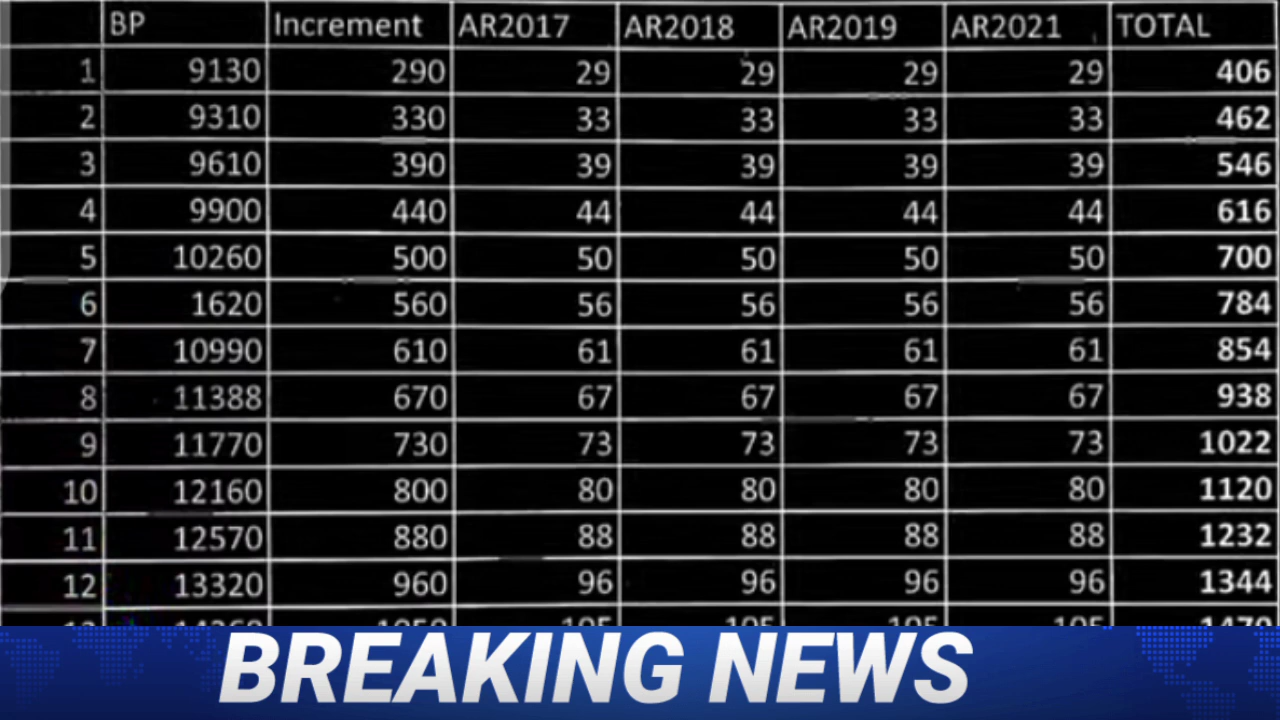 BP Increment AR2017 AR2018 AR2019 AR2021 TOTAL
1 9130 290 29 29 29 29 406
2 9310 330 33 33 33 33 462
3 9610 390 39 39 39 39 546
4 9900 440 44 44 44 44 616
5 10260 500 50 50 50 50 700
6 1620 560 56 56 56 56 784
7 10990 610 61 61 61 61 854
8 11388 670 67 67 67 67 938
9 11770 730 73 73 73 73 1022
10 12160 800 80 80 80 80 1120
11 12570 880 88 88 88 88 1232
12 13320 960 96 96 96 96 1344
BREAKING NEWS